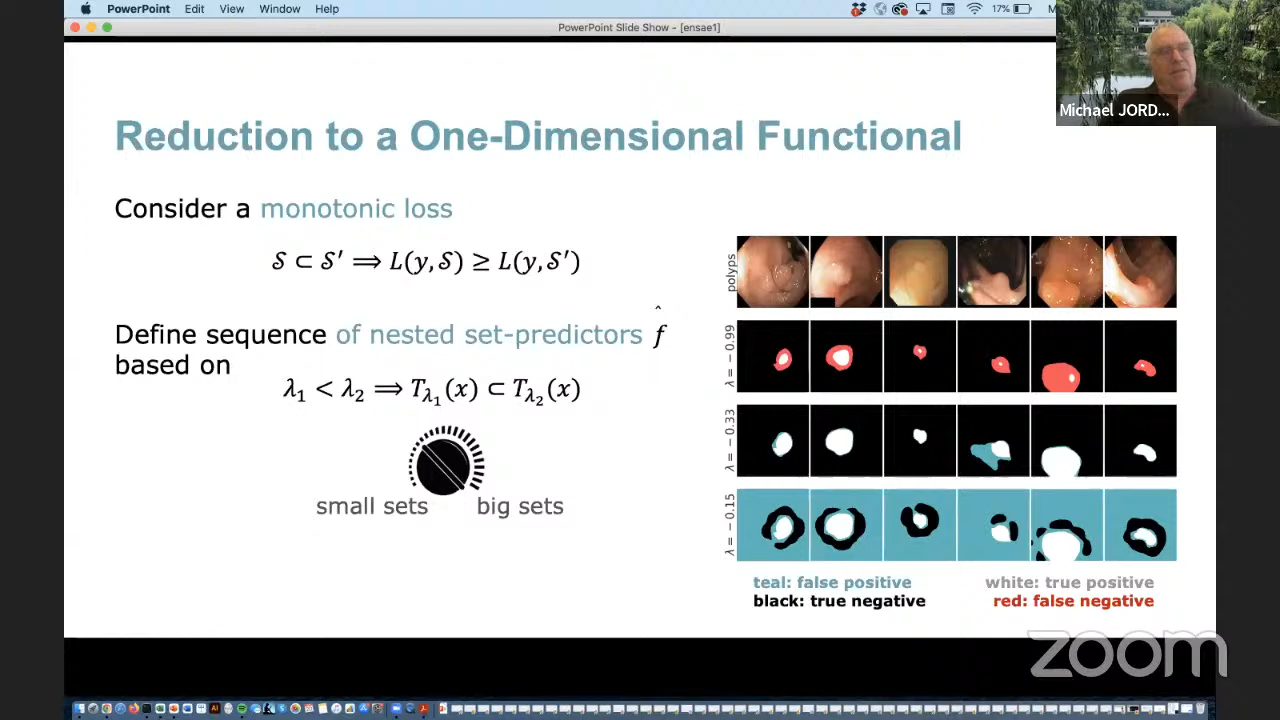 PowerPoint Edit View Window Help
17%
PowerPoint Slide Show - [ensae1]
Michael JORD...
Reduction to a One-Dimensional Functional
Consider a monotonic loss
𝒮 ⊂ 𝒮′ ⟹ L(y, 𝒮) ≥ L(y, 𝒮′)
Define sequence of nested set-predictors f̂
based on
λ₁ < λ₂ ⟹ T_λ₁(x) ⊂ T_λ₂(x)
small sets big sets
polyps
λ = −0.99
λ = −0.33
λ = −0.15
teal: false positive white: true positive
black: true negative red: false negative
zoom